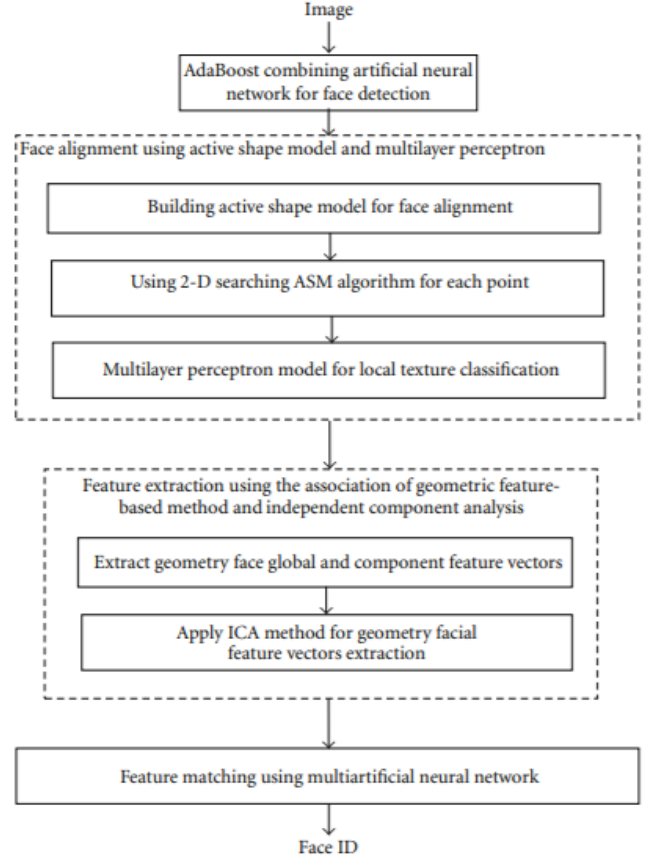 Image
AdaBoost combining artificial neural
network for face detection
Face alignment using active shape model and multilayer perceptron
Building active shape model for face alignment
Using 2-D searching ASM algorithm for each point
Multilayer perceptron model for local texture classification
Feature extraction using the association of geometric feature-
based method and independent component analysis
Extract geometry face global and component feature vectors
Apply ICA method for geometry facial
feature vectors extraction
Feature matching using multiartificial neural network
Face ID